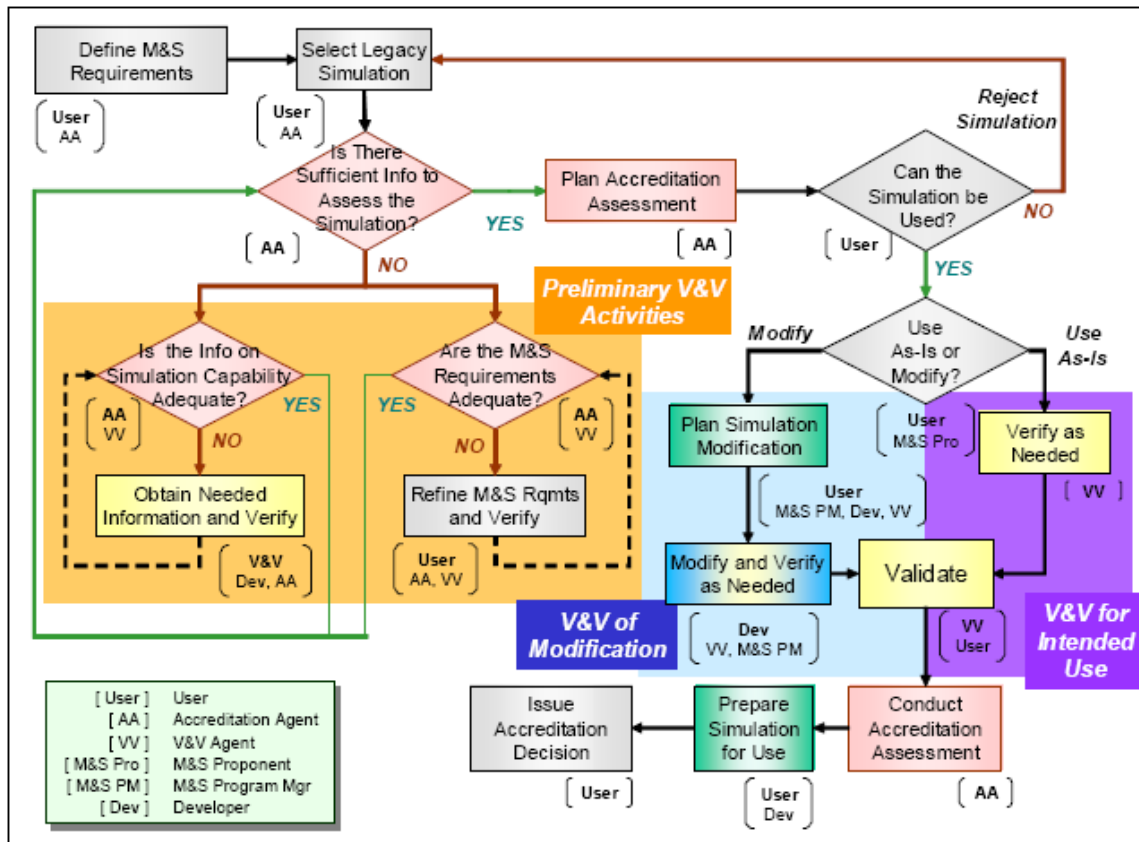 Define M&S
Requirements
Select Legacy
Simulation
User
AA
User
AA
Reject
Simulation
Is There
Sufficient Info to
Assess the
Simulation?
AA
YES
NO
Plan Accreditation
Assessment
AA
Can the
Simulation be
Used?
User
NO
YES
Preliminary V&V
Activities
Is the Info on
Simulation Capability
Adequate?
AA
VV
YES
NO
Obtain Needed
Information and Verify
V&V
Dev, AA
Are the M&S
Requirements
Adequate?
YES
AA
VV
NO
Refine M&S Rqmts
and Verify
User
AA, VV
Modify
Use
As-Is or
Modify?
Use
As-Is
User
M&S Pro
Plan Simulation
Modification
User
M&S PM, Dev, VV
Verify as
Needed
VV
Modify and Verify
as Needed
Dev
VV, M&S PM
Validate
VV
User
V&V of
Modification
V&V for
Intended
Use
Issue
Accreditation
Decision
User
Prepare
Simulation
for Use
User
Dev
Conduct
Accreditation
Assessment
AA
[ User ] User
[ AA ] Accreditation Agent
[ VV ] V&V Agent
[ M&S Pro ] M&S Proponent
[ M&S PM ] M&S Program Mgr
[ Dev ] Developer